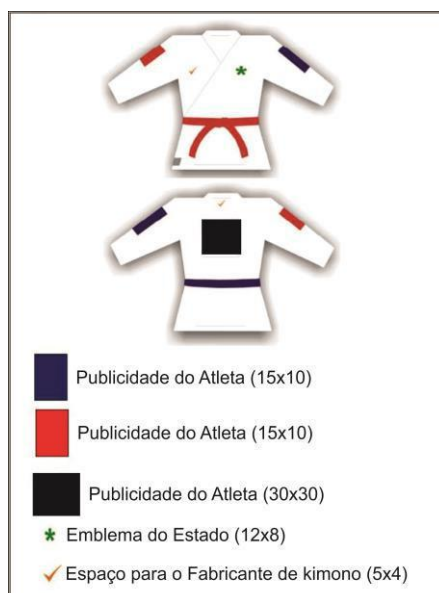 Publicidade do Atleta (15x10)
Publicidade do Atleta (15x10)
Publicidade do Atleta (30x30)
Emblema do Estado (12x8)
Espaço para o Fabricante de kimono (5x4)